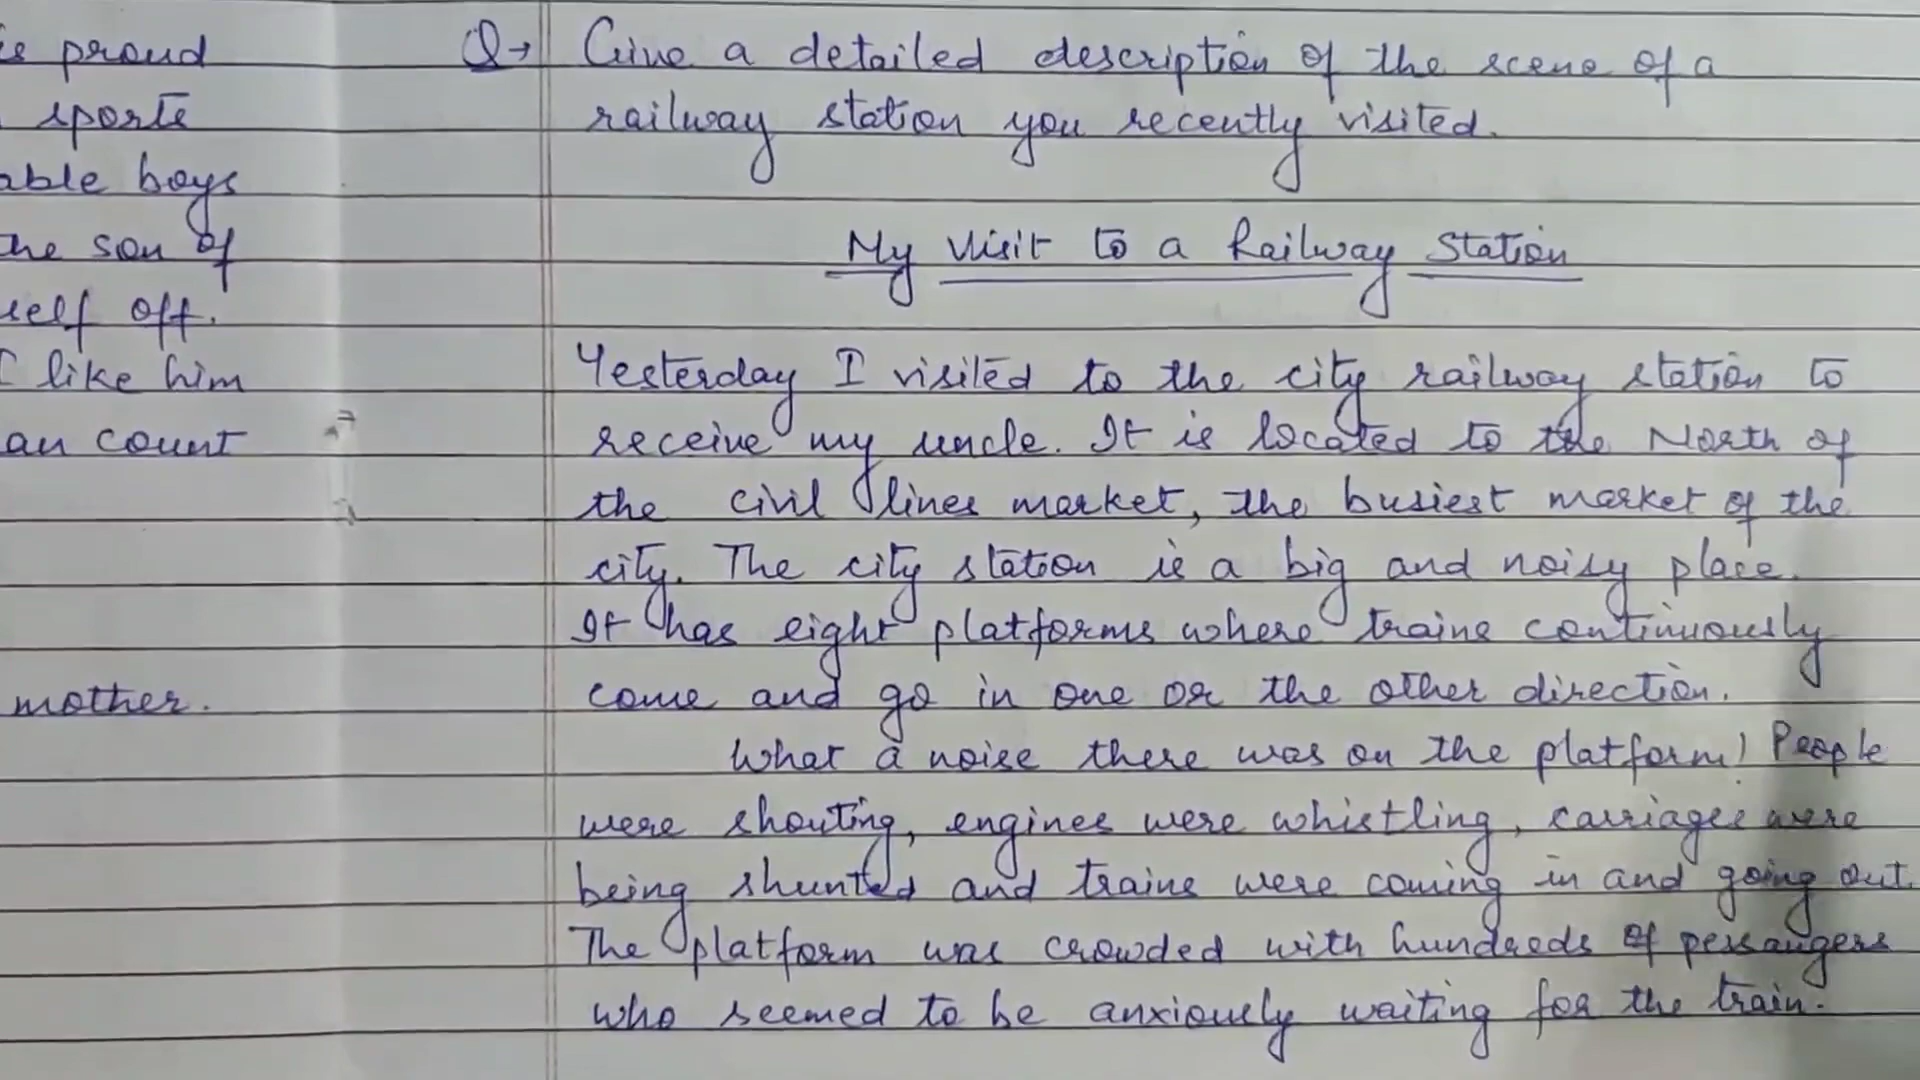 is proud
sports
able boys
the son of
self off.
I like him
an count
mother.
Q→ Give a detailed description of the scene of a
railway station you recently visited.
My Visit to a Railway Station
Yesterday I visited to the city railway station to
receive my uncle. It is located to the North of
the civil lines market, the busiest market of the
city. The city station is a big and noisy place.
It has eight platforms where trains continuously
come and go in one or the other direction.
What a noise there was on the platform! People
were shouting, engines were whistling, carriages were
being shunted and trains were coming in and going out.
The platform was crowded with hundreds of pessangers
who seemed to be anxiously waiting for the train.